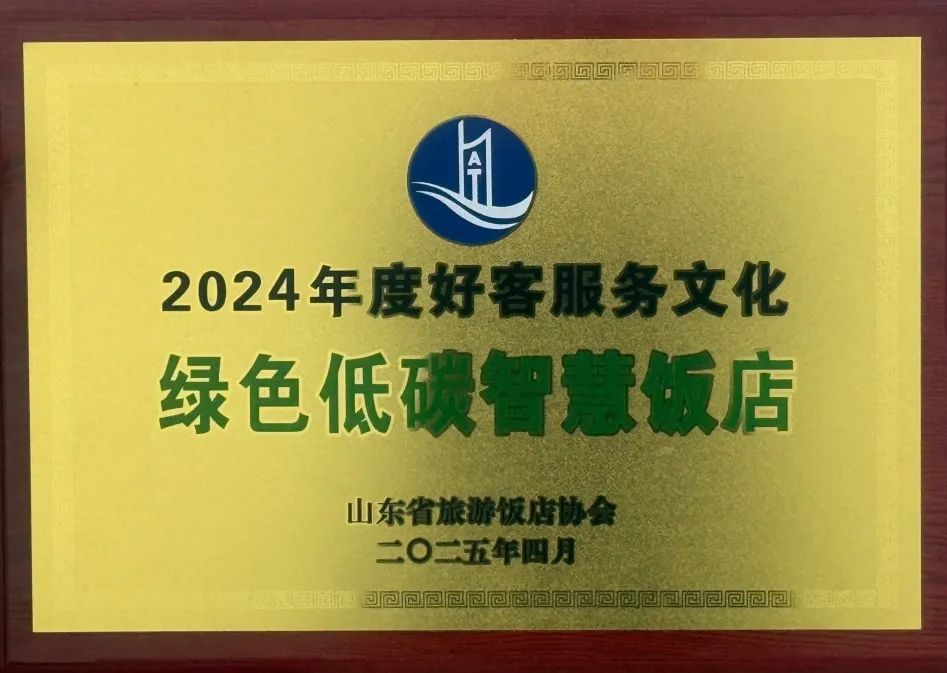 AT
2024年度好客服务文化
绿色低碳智慧饭店
山东省旅游饭店协会
二〇二五年四月